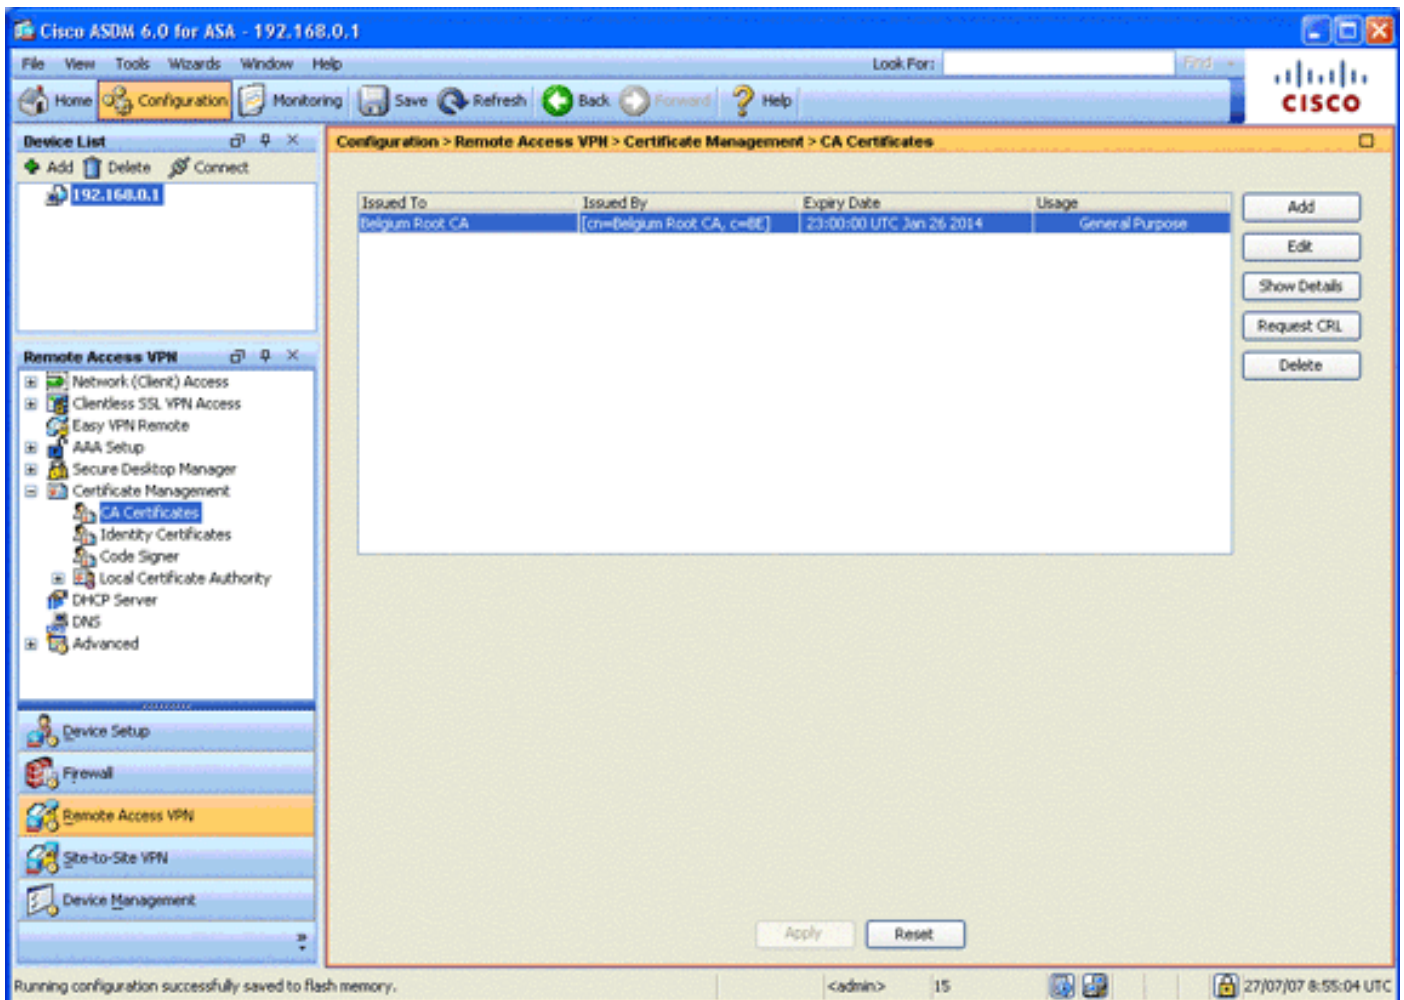 Cisco ASDM 6.0 for ASA - 192.168.0.1
File View Tools Wizards Window Help Look For: Find
Home Configuration Monitoring Save Refresh Back Forward Help
CISCO
Device List
Add Delete Connect
192.168.0.1
Configuration > Remote Access VPN > Certificate Management > CA Certificates
Issued To Issued By Expiry Date Usage
Belgium Root CA [cn=Belgium Root CA, c=BE] 23:00:00 UTC Jan 26 2014 General Purpose
Add
Edit
Show Details
Request CRL
Delete
Remote Access VPN
Network (Client) Access
Clientless SSL VPN Access
Easy VPN Remote
AAA Setup
Secure Desktop Manager
Certificate Management
CA Certificates
Identity Certificates
Code Signer
Local Certificate Authority
DHCP Server
DNS
Advanced
Device Setup
Firewall
Remote Access VPN
Site-to-Site VPN
Device Management
Apply Reset
Running configuration successfully saved to flash memory. <admin> 15 27/07/07 8:55:04 UTC